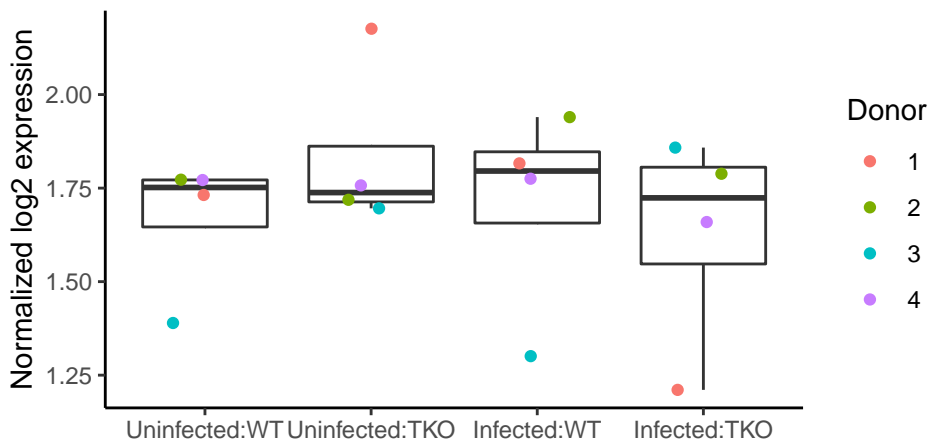 Normalized log2 expression
2.00
1.75
1.50
1.25
Uninfected:WT
Uninfected:TKO
Infected:WT
Infected:TKO
Donor
1
2
3
4